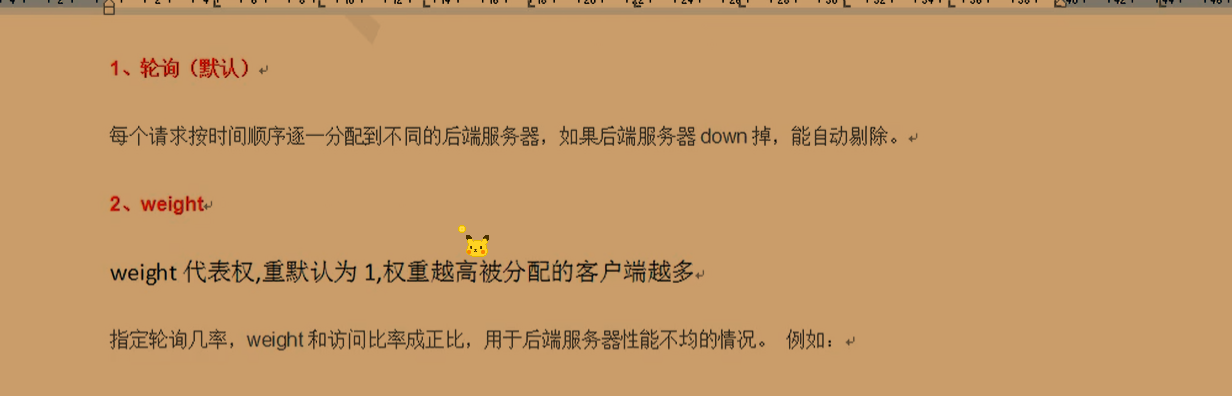 1、轮询（默认）
每个请求按时间顺序逐一分配到不同的后端服务器，如果后端服务器 down 掉，能自动剔除。
2、weight
weight 代表权,重默认为 1,权重越高被分配的客户端越多
指定轮询几率，weight 和访问比率成正比，用于后端服务器性能不均的情况。 例如：